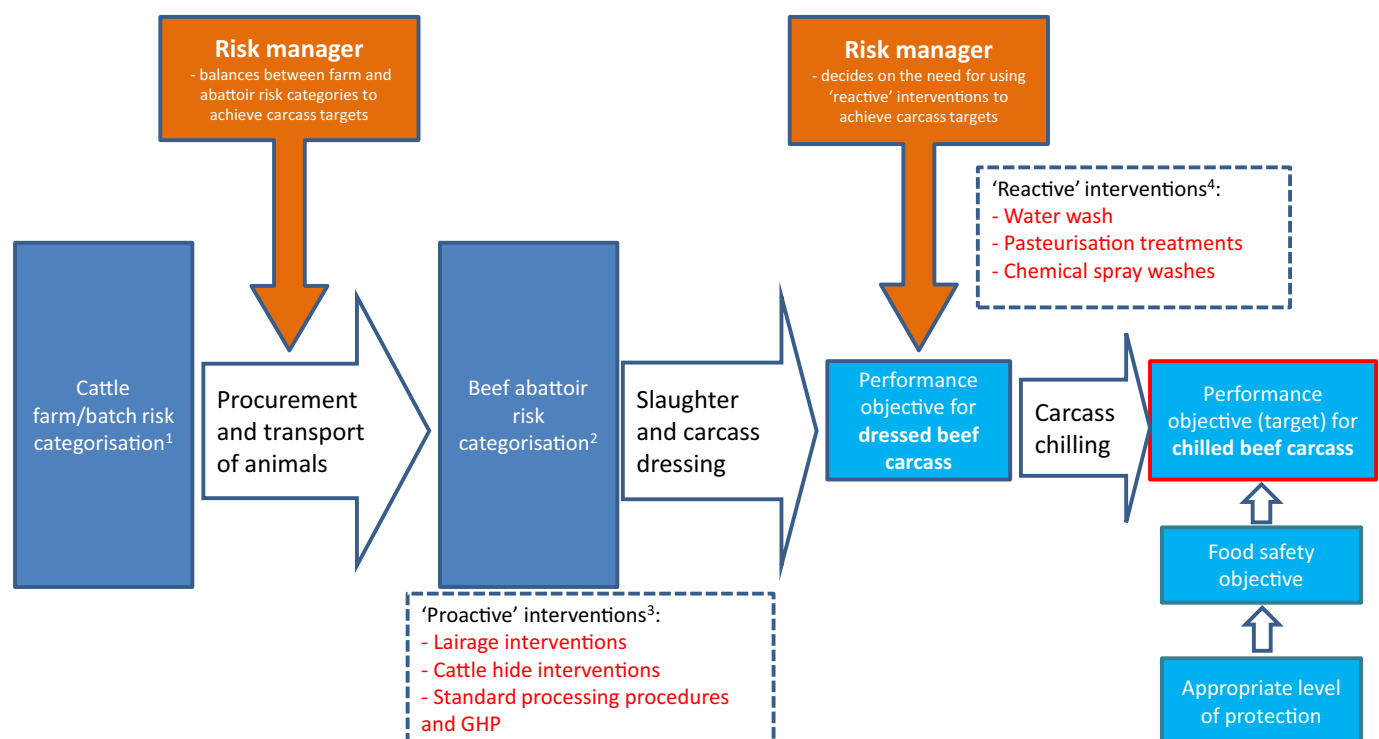 Risk manager
- balances between farm and
abattoir risk categories to
achieve carcass targets
Risk manager
- decides on the need for using
‘reactive’ interventions to
achieve carcass targets
‘Reactive’ interventions4:
- Water wash
- Pasteurisation treatments
- Chemical spray washes
Cattle
farm/batch risk
categorisation1
Procurement
and transport
of animals
Beef abattoir
risk
categorisation2
Slaughter
and carcass
dressing
Performance
objective for
dressed beef
carcass
Carcass
chilling
Performance
objective (target) for
chilled beef carcass
Food safety
objective
Appropriate level
of protection
‘Proactive’ interventions3:
- Lairage interventions
- Cattle hide interventions
- Standard processing procedures
and GHP